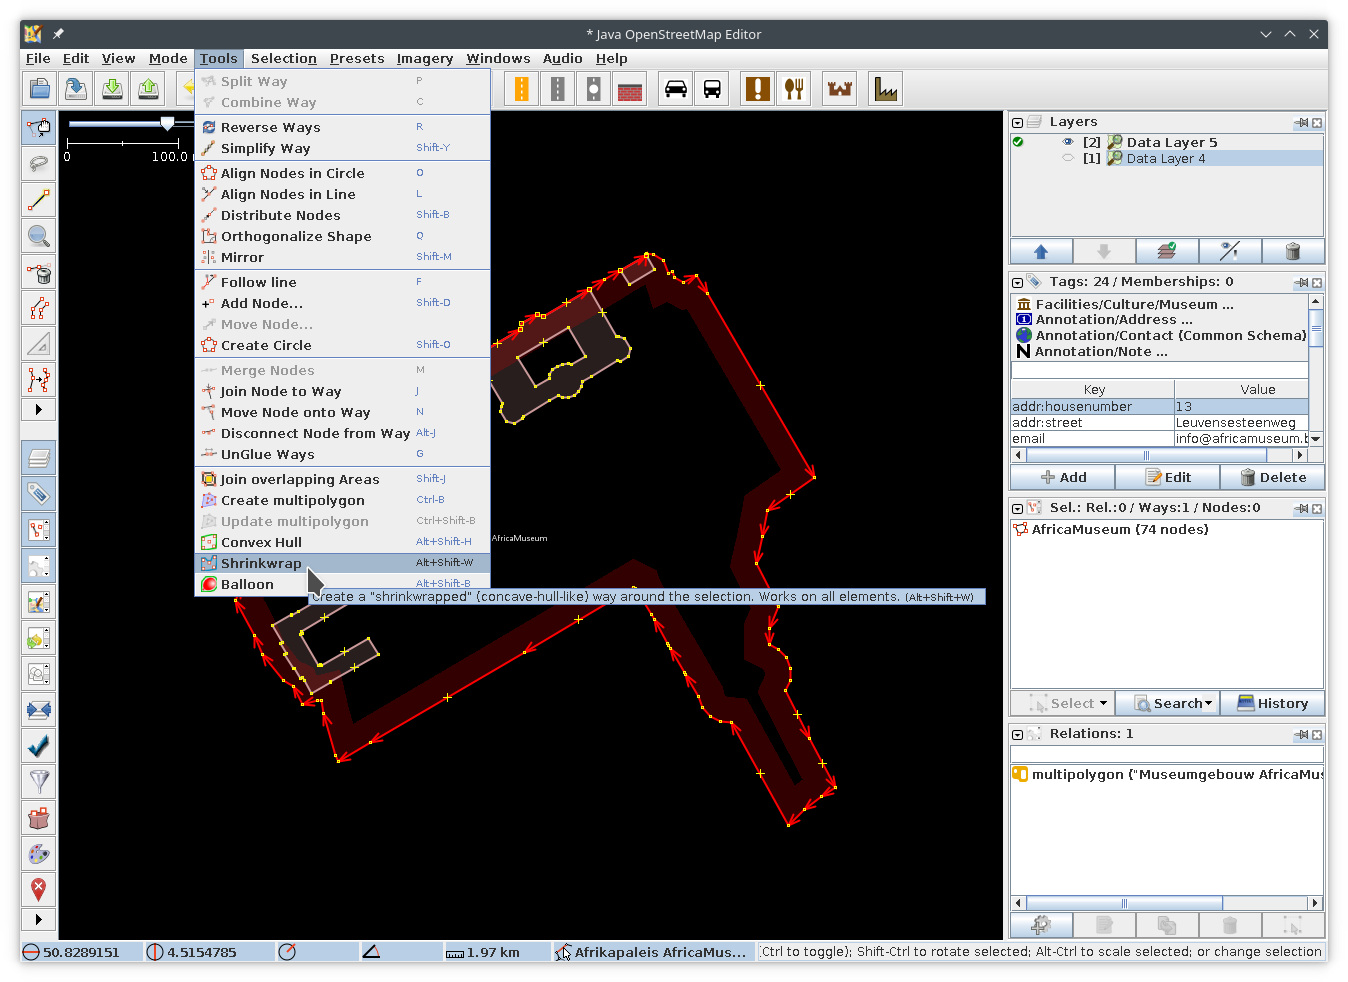 * Java OpenStreetMap Editor
File Edit View Mode Tools Selection Presets Imagery Windows Audio Help
Split Way P
Combine Way C
Reverse Ways R
Simplify Way Shift-Y
Align Nodes in Circle O
Align Nodes in Line L
Distribute Nodes Shift-B
Orthogonalize Shape Q
Mirror Shift-M
Follow line F
Add Node... Shift-D
Move Node...
Create Circle Shift-O
Merge Nodes M
Join Node to Way J
Move Node onto Way N
Disconnect Node from Way Alt-J
UnGlue Ways G
Join overlapping Areas Shift-J
Create multipolygon Ctrl-B
Update multipolygon Ctrl+Shift-B
Convex Hull Alt+Shift-H
Shrinkwrap Alt+Shift-W
Balloon Alt+Shift-B
Create a "shrinkwrapped" (concave-hull-like) way around the selection. Works on all elements. (Alt+Shift+W)
0 100.0
AfricaMuseum
Layers
[2] Data Layer 5
[1] Data Layer 4
Tags: 24 / Memberships: 0
Facilities/Culture/Museum ...
Annotation/Address ...
Annotation/Contact (Common Schema)
Annotation/Note ...
Key Value
addr:housenumber 13
addr:street Leuvensesteenweg
email info@africamuseum.b
Add Edit Delete
Sel.: Rel.:0 / Ways:1 / Nodes:0
AfricaMuseum (74 nodes)
Select Search History
Relations: 1
multipolygon ("Museumgebouw AfricaMus
50.8289151 4.5154785 1.97 km Afrikapaleis AfricaMus... Ctrl to toggle); Shift-Ctrl to rotate selected; Alt-Ctrl to scale selected; or change selection